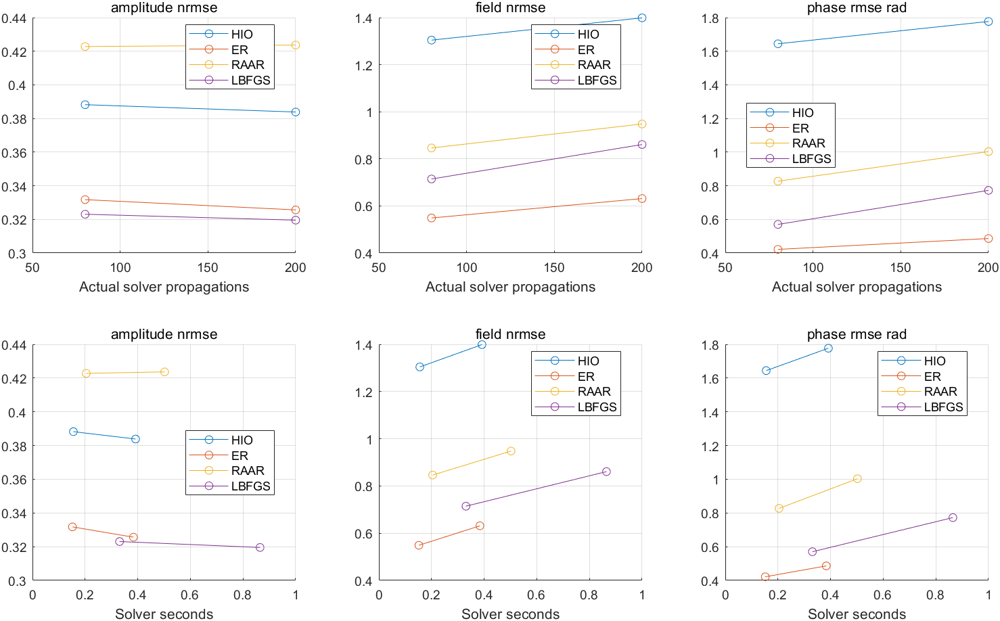 amplitude nrmse
0.44
0.42
0.4
0.38
0.36
0.34
0.32
0.3
50
100
150
200
Actual solver propagations
HIO
ER
RAAR
LBFGS
field nrmse
1.4
1.2
1
0.8
0.6
0.4
50
100
150
200
Actual solver propagations
HIO
ER
RAAR
LBFGS
phase rmse rad
1.8
1.6
1.4
1.2
1
0.8
0.6
0.4
50
100
150
200
Actual solver propagations
HIO
ER
RAAR
LBFGS
amplitude nrmse
0.44
0.42
0.4
0.38
0.36
0.34
0.32
0.3
0
0.2
0.4
0.6
0.8
1
Solver seconds
HIO
ER
RAAR
LBFGS
field nrmse
1.4
1.2
1
0.8
0.6
0.4
0
0.2
0.4
0.6
0.8
1
Solver seconds
HIO
ER
RAAR
LBFGS
phase rmse rad
1.8
1.6
1.4
1.2
1
0.8
0.6
0.4
0
0.2
0.4
0.6
0.8
1
Solver seconds
HIO
ER
RAAR
LBFGS